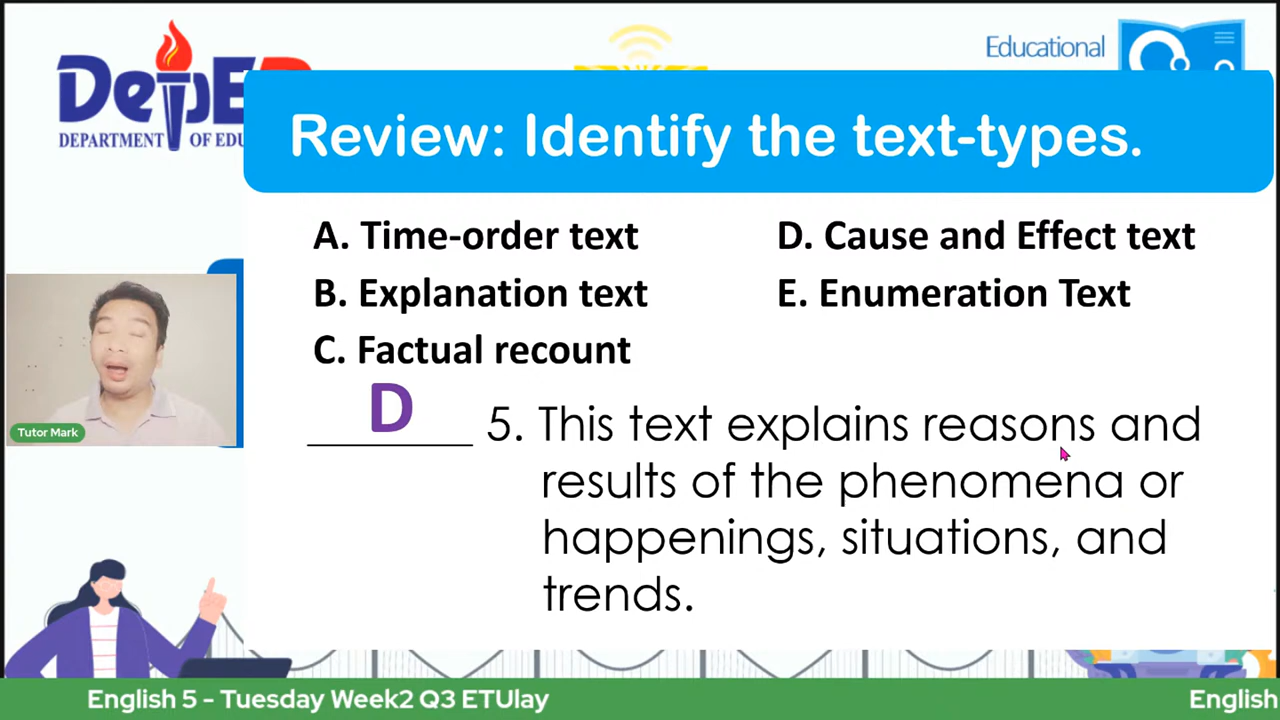 DepED
DEPARTMENT OF EDU
Educational
Review: Identify the text-types.
A. Time-order text
D. Cause and Effect text
B. Explanation text
E. Enumeration Text
C. Factual recount
D
5. This text explains reasons and
results of the phenomena or
happenings, situations, and
trends.
Tutor Mark
English 5 - Tuesday Week2 Q3 ETUlay
English